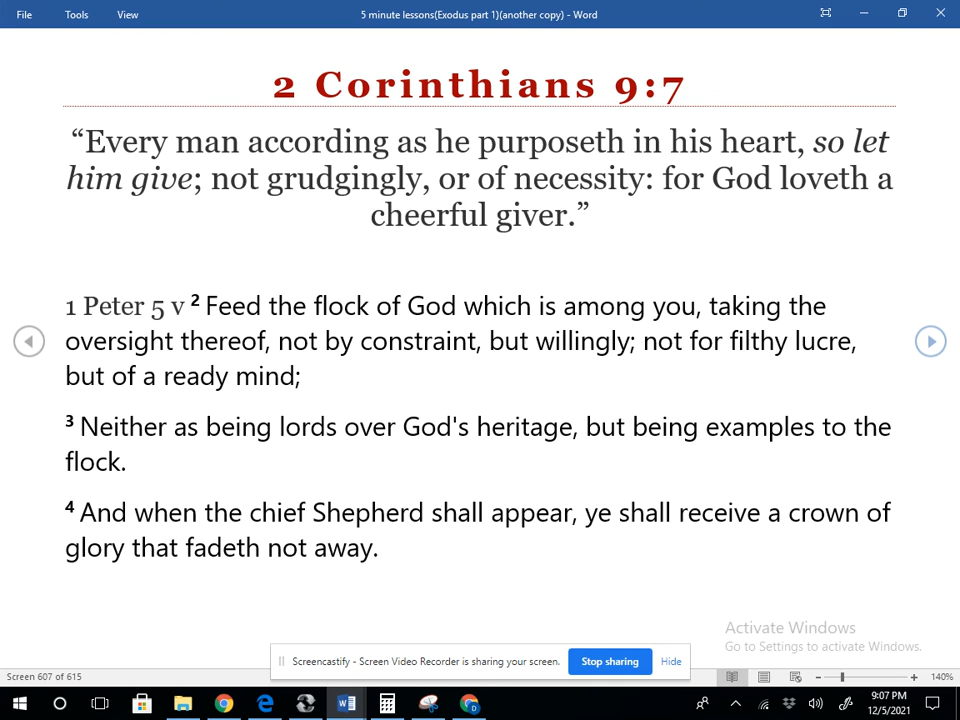 File Tools View 5 minute lessons(Exodus part 1)(another copy) - Word
2 Corinthians 9:7
“Every man according as he purposeth in his heart, so let
him give; not grudgingly, or of necessity: for God loveth a
cheerful giver.”
1 Peter 5 v 2 Feed the flock of God which is among you, taking the
oversight thereof, not by constraint, but willingly; not for filthy lucre,
but of a ready mind;
3 Neither as being lords over God's heritage, but being examples to the
flock.
4 And when the chief Shepherd shall appear, ye shall receive a crown of
glory that fadeth not away.
Activate Windows
Go to Settings to activate Windows.
Screencastify - Screen Video Recorder is sharing your screen. Stop sharing Hide
Screen 607 of 615 140%
9:07 PM
12/5/2021